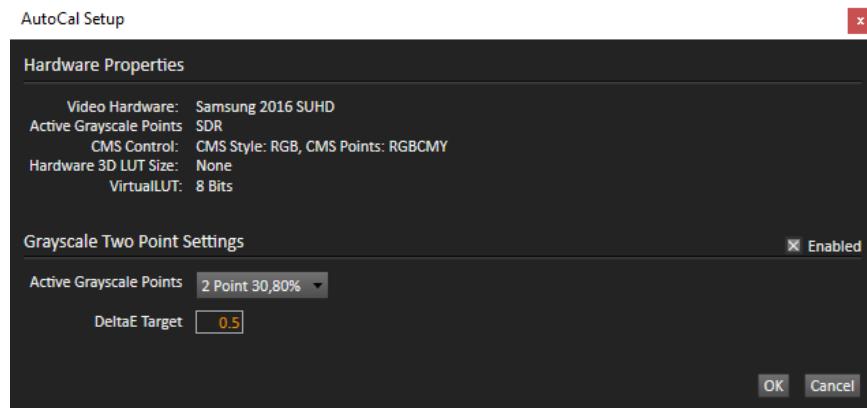 AutoCal Setup
x
Hardware Properties
Video Hardware: Samsung 2016 SUHD
Active Grayscale Points SDR
CMS Control: CMS Style: RGB, CMS Points: RGBCMY
Hardware 3D LUT Size: None
VirtualLUT: 8 Bits
Grayscale Two Point Settings Enabled
Active Grayscale Points 2 Point 30,80%
DeltaE Target 0.5
OK Cancel